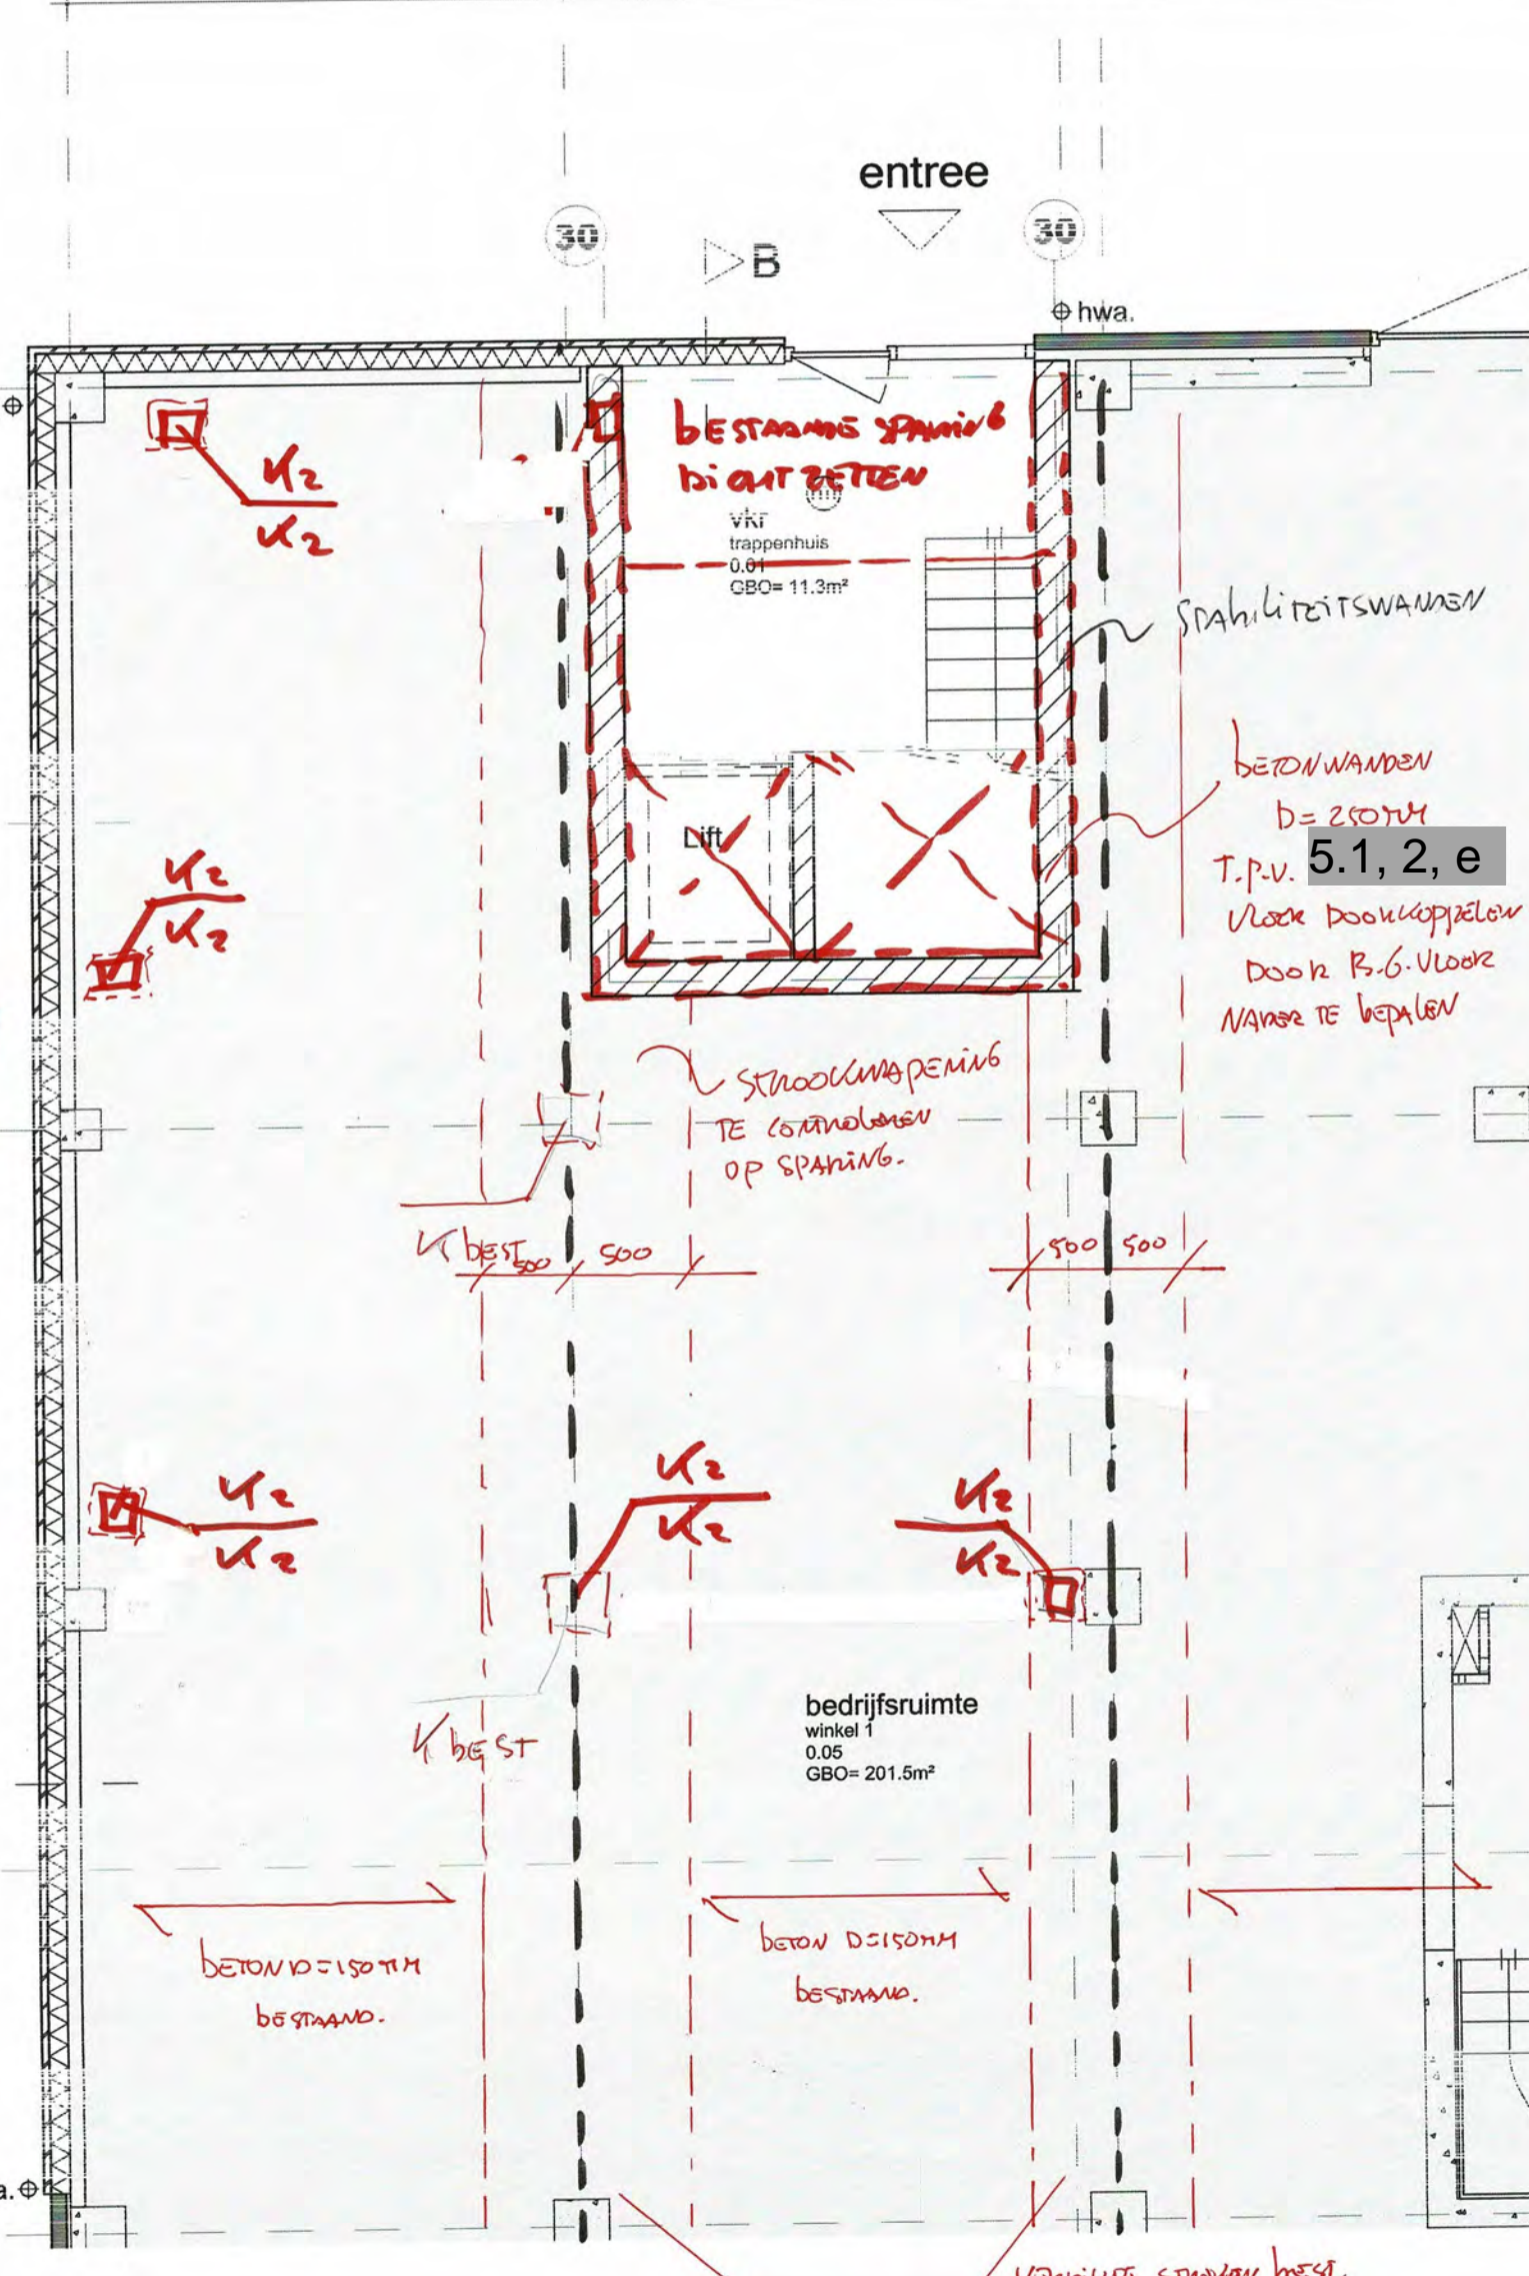 entree
30
30
B
hwa.
BESTAANDE SPARING
DICHTZETTEN
K2
K2
vkr
trappenhuis
0.01
GBO= 11.3m²
STABILITEITSWANDEN
BETONWANDEN
D= 250MM
Lift
T.P.V. 5.1, 2, e
VLOER DOORKOPPELEN
DOOR B.G. VLOER
NADER TE BEPALEN
K2
K2
STROOKWAPENING
TE CONTROLEREN
OP SPARING.
K BEST
500 500
500 500
K2
K2
K2
K2
K2
K2
K BEST
bedrijfsruimte
winkel 1
0.05
GBO= 201.5m²
BETON D=150MM
BESTAAND.
BETON D=150MM
BESTAAND.
a.